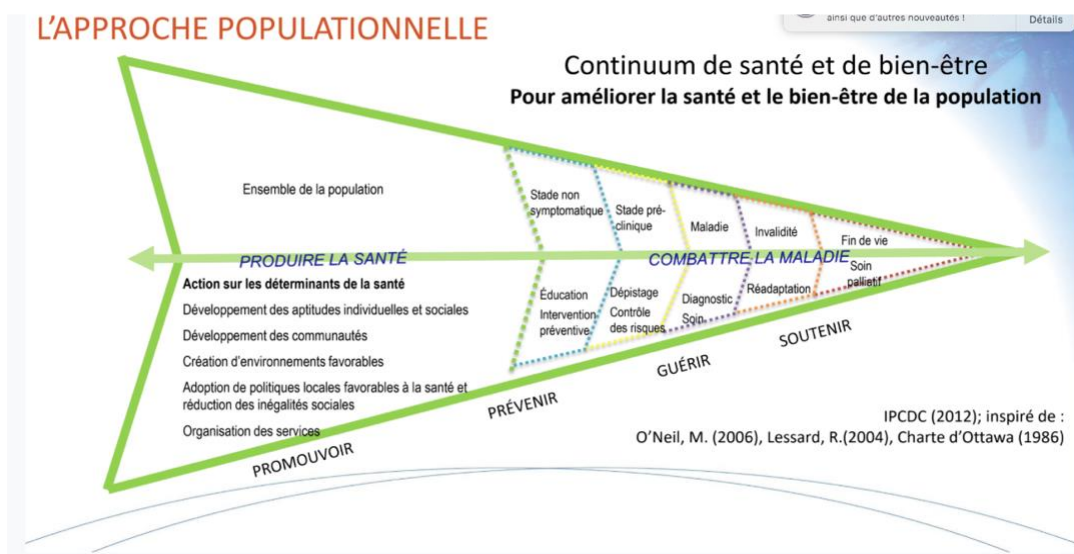 L'APPROCHE POPULATIONNELLE
ainsi que d'autres nouveautés !
Détails
Continuum de santé et de bien-être
Pour améliorer la santé et le bien-être de la population
Ensemble de la population
Stade non
symptomatique
Stade pré-
clinique
Maladie
Invalidité
Fin de vie
PRODUIRE LA SANTÉ
COMBATTRE LA MALADIE
Action sur les déterminants de la santé
Développement des aptitudes individuelles et sociales
Développement des communautés
Création d'environnements favorables
Adoption de politiques locales favorables à la santé et
réduction des inégalités sociales
Organisation des services
Éducation
Intervention
préventive
Dépistage
Contrôle
des risques
Diagnostic
Soin
Réadaptation
Soin
palliatif
PROMOUVOIR
PRÉVENIR
GUÉRIR
SOUTENIR
IPCDC (2012); inspiré de :
O'Neil, M. (2006), Lessard, R.(2004), Charte d'Ottawa (1986)